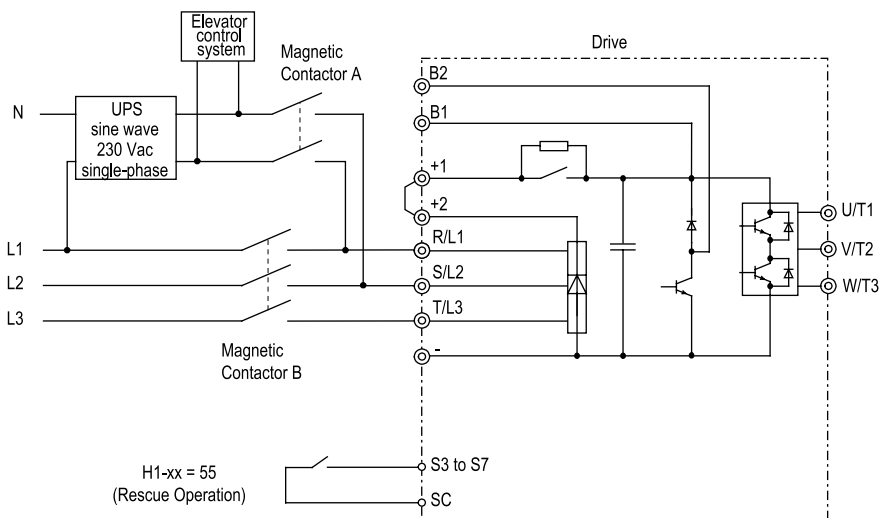 Elevator
control
system
Magnetic
Contactor A
Drive
B2
N
UPS
sine wave
230 Vac
single-phase
B1
+1
+2
U/T1
L1
R/L1
V/T2
L2
S/L2
W/T3
L3
T/L3
Magnetic
Contactor B
-
H1-xx = 55
(Rescue Operation)
S3 to S7
SC